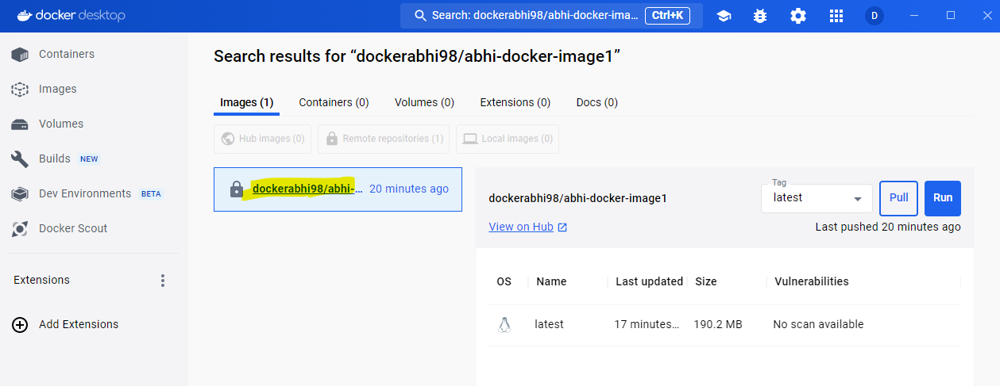 docker desktop
Search: dockerabhi98/abhi-docker-ima... Ctrl+K
D
Containers
Images
Volumes
Builds NEW
Dev Environments BETA
Docker Scout
Extensions
Add Extensions
Search results for “dockerabhi98/abhi-docker-image1”
Images (1) Containers (0) Volumes (0) Extensions (0) Docs (0)
Hub images (0) Remote repositories (1) Local images (0)
dockerabhi98/abhi-... 20 minutes ago
dockerabhi98/abhi-docker-image1
Tag
latest
Pull Run
View on Hub
Last pushed 20 minutes ago
OS Name Last updated Size Vulnerabilities
latest 17 minutes... 190.2 MB No scan available